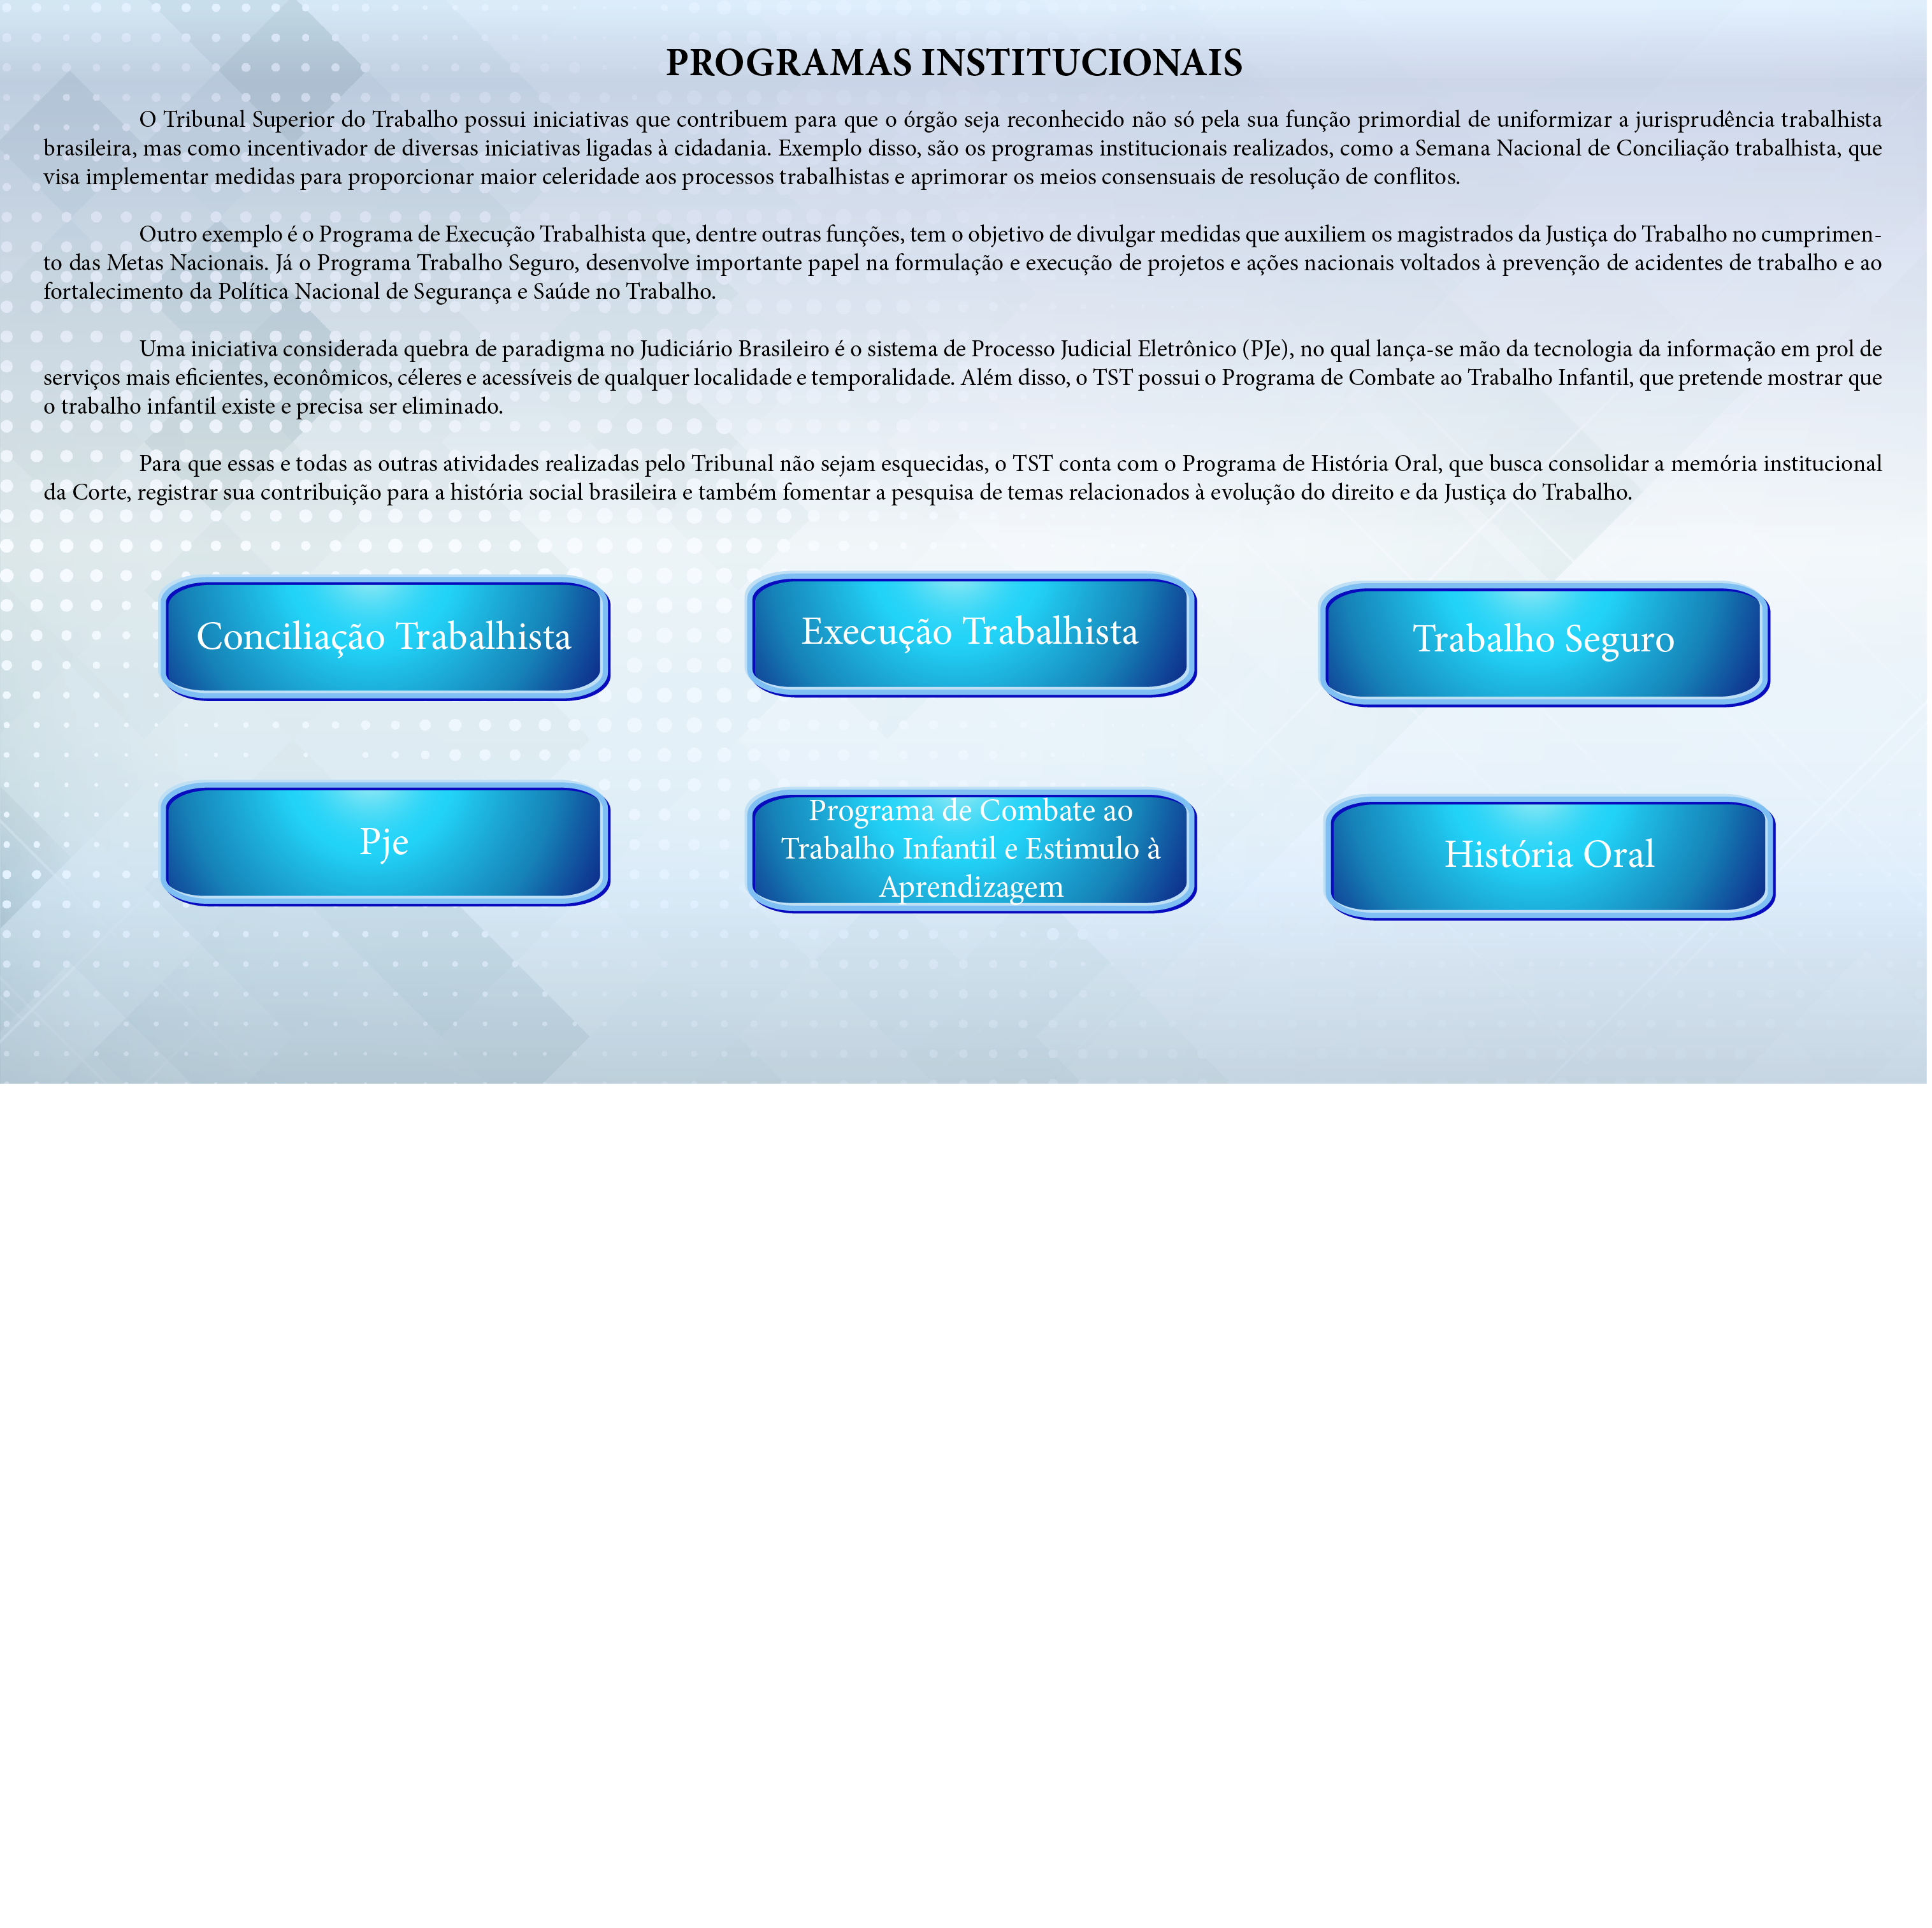 PROGRAMAS INSTITUCIONAIS
O Tribunal Superior do Trabalho possui iniciativas que contribuem para que o órgão seja reconhecido não só pela sua função primordial de uniformizar a jurisprudência trabalhista
brasileira, mas como incentivador de diversas iniciativas ligadas à cidadania. Exemplo disso, são os programas institucionais realizados, como a Semana Nacional de Conciliação trabalhista, que
visa implementar medidas para proporcionar maior celeridade aos processos trabalhistas e aprimorar os meios consensuais de resolução de conflitos.
Outro exemplo é o Programa de Execução Trabalhista que, dentre outras funções, tem o objetivo de divulgar medidas que auxiliem os magistrados da Justiça do Trabalho no cumprimen-
to das Metas Nacionais. Já o Programa Trabalho Seguro, desenvolve importante papel na formulação e execução de projetos e ações nacionais voltados à prevenção de acidentes de trabalho e ao
fortalecimento da Política Nacional de Segurança e Saúde no Trabalho.
Uma iniciativa considerada quebra de paradigma no Judiciário Brasileiro é o sistema de Processo Judicial Eletrônico (PJe), no qual lança-se mão da tecnologia da informação em prol de
serviços mais eficientes, econômicos, céleres e acessíveis de qualquer localidade e temporalidade. Além disso, o TST possui o Programa de Combate ao Trabalho Infantil, que pretende mostrar que
o trabalho infantil existe e precisa ser eliminado.
Para que essas e todas as outras atividades realizadas pelo Tribunal não sejam esquecidas, o TST conta com o Programa de História Oral, que busca consolidar a memória institucional
da Corte, registrar sua contribuição para a história social brasileira e também fomentar a pesquisa de temas relacionados à evolução do direito e da Justiça do Trabalho.
Conciliação Trabalhista
Execução Trabalhista
Trabalho Seguro
Pje
Programa de Combate ao
Trabalho Infantil e Estimulo à
Aprendizagem
História Oral